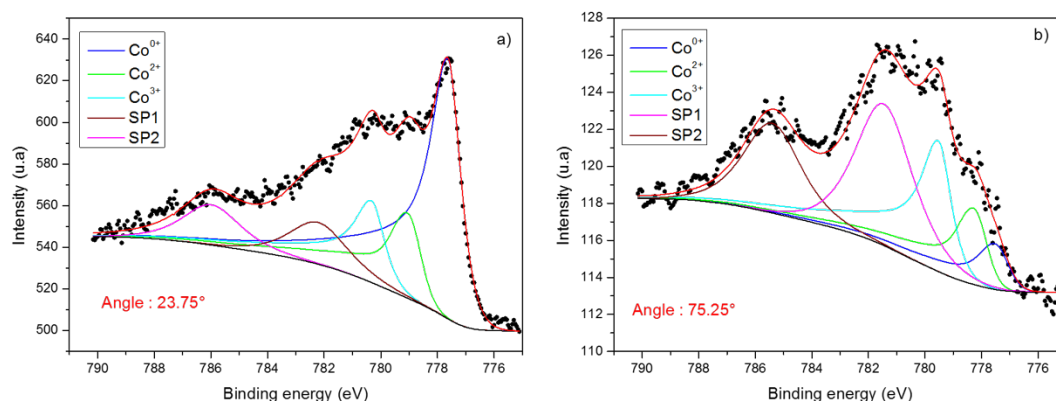 a)
Co0+
Co2+
Co3+
SP1
SP2
Intensity (u.a)
640
620
600
580
560
540
520
500
Angle : 23.75°
790 788 786 784 782 780 778 776
Binding energy (eV)
b)
Co0+
Co2+
Co3+
SP1
SP2
Intensity (u.a)
128
126
124
122
120
118
116
114
112
110
Angle : 75.25°
790 788 786 784 782 780 778 776
Binding energy (eV)